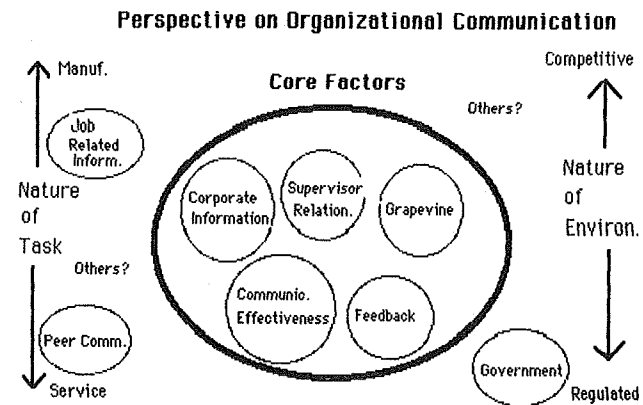 Perspective on Organizational Communication
Manuf.
Competitive
Core Factors
Others?
Job
Related
Inform.
Nature
of
Task
Corporate
Information
Supervisor
Relation.
Grapevine
Nature
of
Environ.
Others?
Communic.
Effectiveness
Feedback
Peer Comm.
Government
Service
Regulated